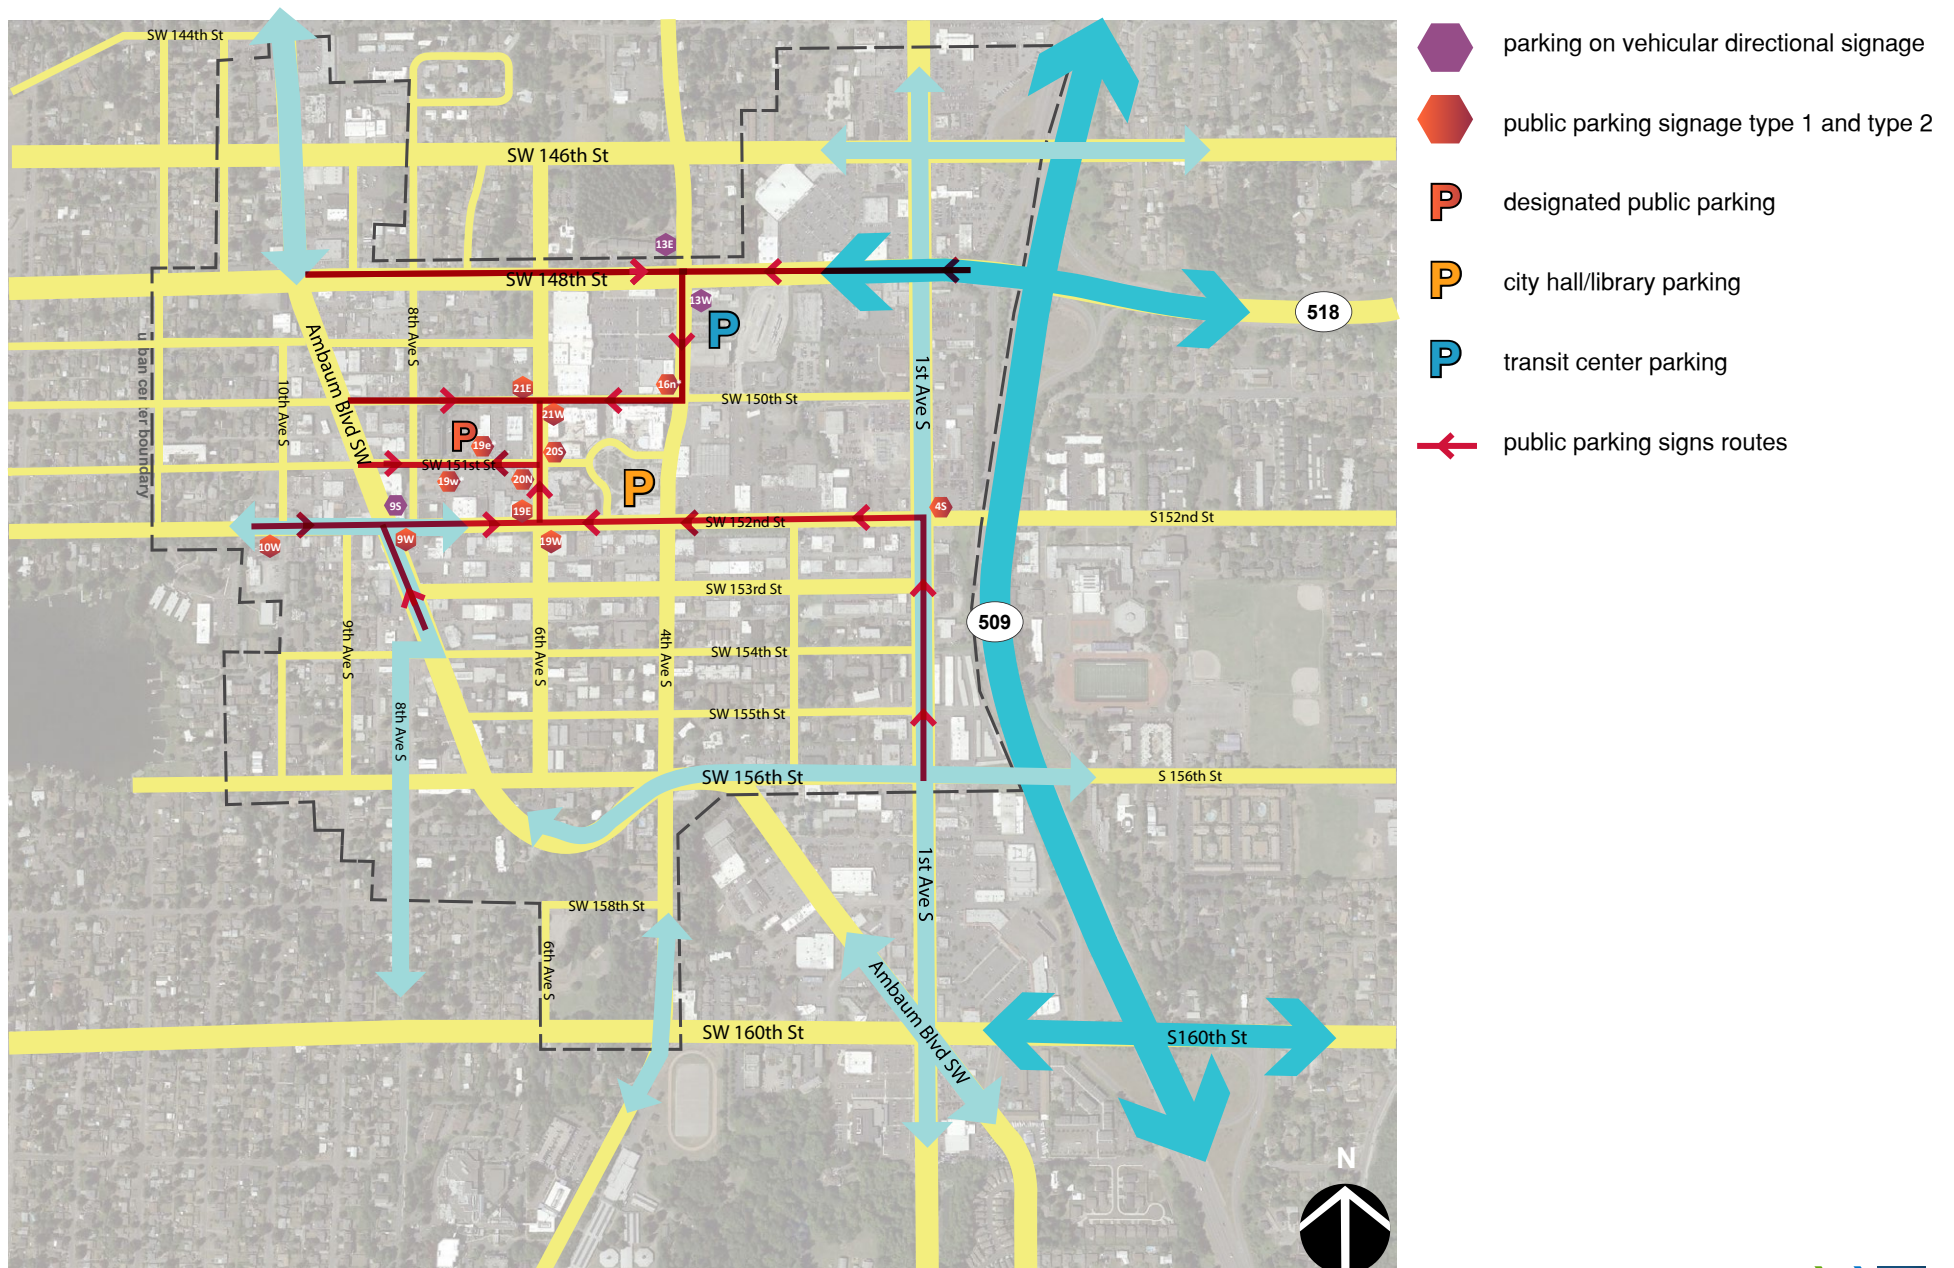 SW 144th St
SW 146th St
13E
SW 148th St
13W
P
518
8th Ave S
Ambaum Blvd SW
10th Ave S
1st Ave S
21E
16n
SW 150th St
21W
P
19e
20S
SW 151st St
19w
20N
P
9S
19E
4S
SW 152nd St
S152nd St
10W
9W
19W
SW 153rd St
509
9th Ave S
6th Ave S
4th Ave S
SW 154th St
8th Ave S
SW 155th St
SW 156th St
S 156th St
1st Ave S
SW 158th St
6th Ave S
Ambaum Blvd SW
SW 160th St
S160th St
N
parking on vehicular directional signage
public parking signage type 1 and type 2
P designated public parking
P city hall/library parking
P transit center parking
public parking signs routes
boundary